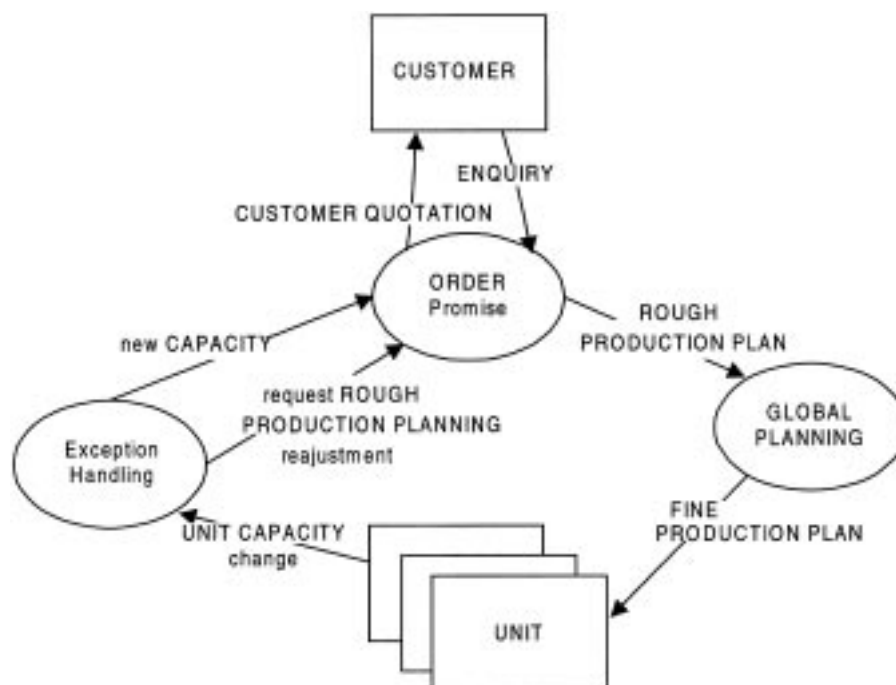 CUSTOMER
ENQUIRY
CUSTOMER QUOTATION
ORDER
Promise
ROUGH
PRODUCTION PLAN
new CAPACITY
request ROUGH
PRODUCTION PLANNING
reajustment
GLOBAL
PLANNING
Exception
Handling
FINE
PRODUCTION PLAN
UNIT CAPACITY
change
UNIT